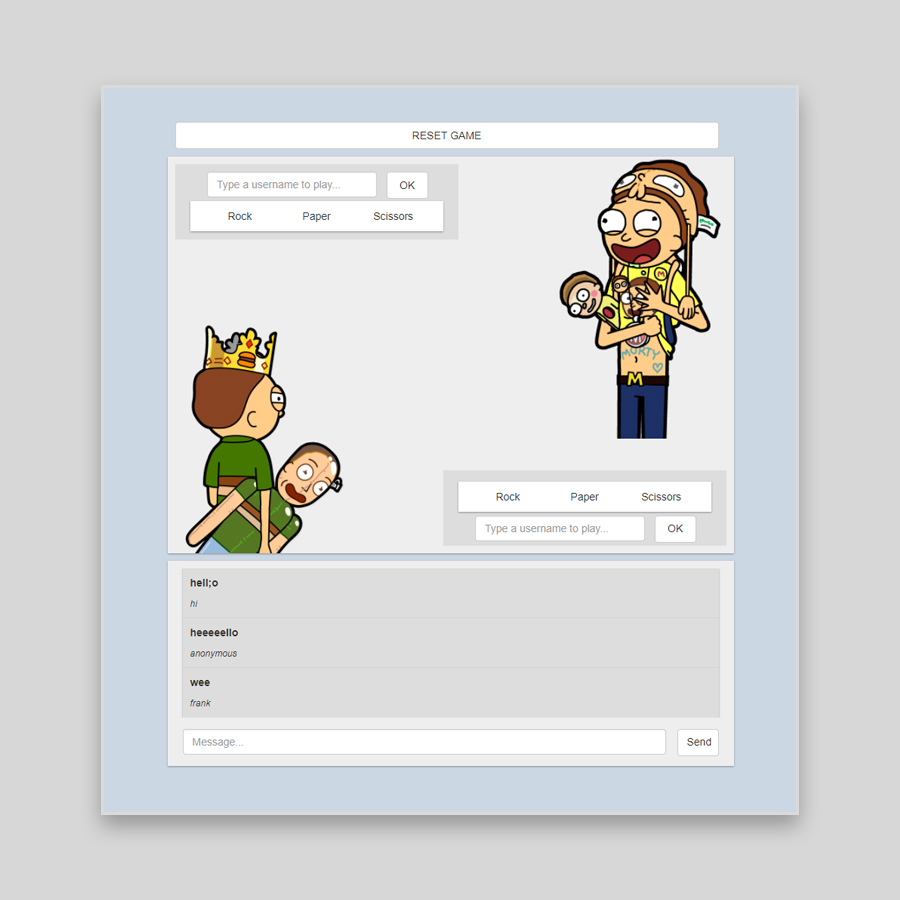 RESET GAME
Type a username to play...
OK
Rock Paper Scissors
MORTY
M
Rock Paper Scissors
Type a username to play...
OK
hell;o
hi
heeeeello
anonymous
wee
frank
Message...
Send